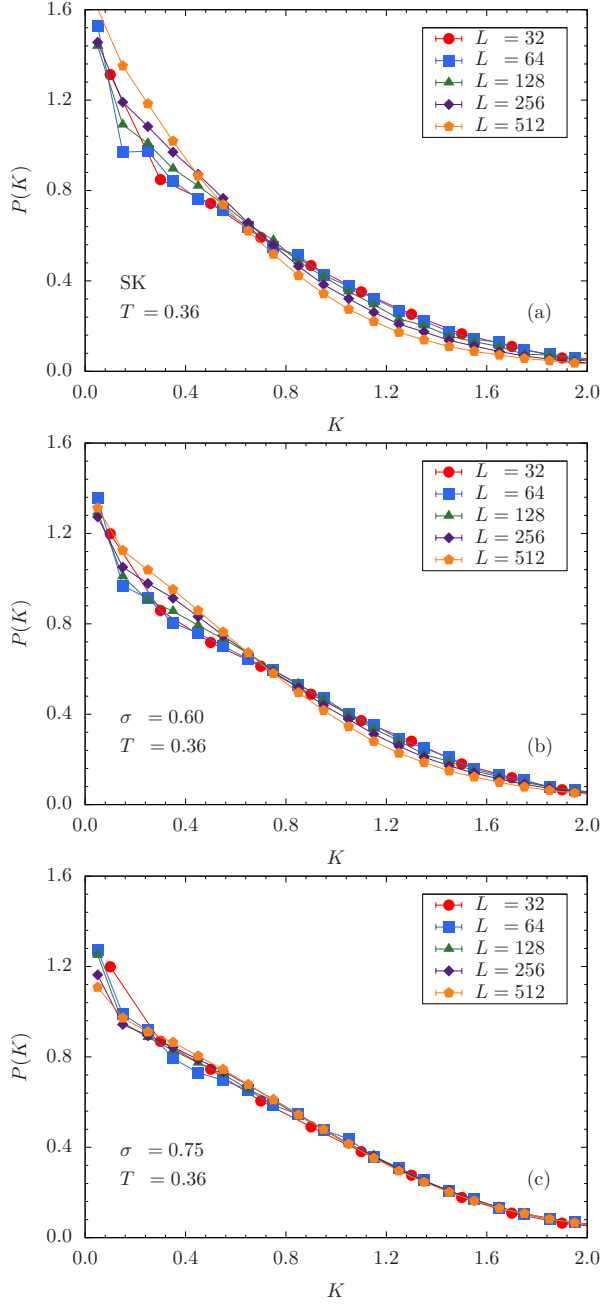 1.6
1.2
0.8
0.4
0.0
P(K)
L = 32
L = 64
L = 128
L = 256
L = 512
SK
T = 0.36
(a)
0.0 0.4 0.8 1.2 1.6 2.0
K
1.6
1.2
0.8
0.4
0.0
P(K)
L = 32
L = 64
L = 128
L = 256
L = 512
σ = 0.60
T = 0.36
(b)
0.0 0.4 0.8 1.2 1.6 2.0
K
1.6
1.2
0.8
0.4
0.0
P(K)
L = 32
L = 64
L = 128
L = 256
L = 512
σ = 0.75
T = 0.36
(c)
0.0 0.4 0.8 1.2 1.6 2.0
K